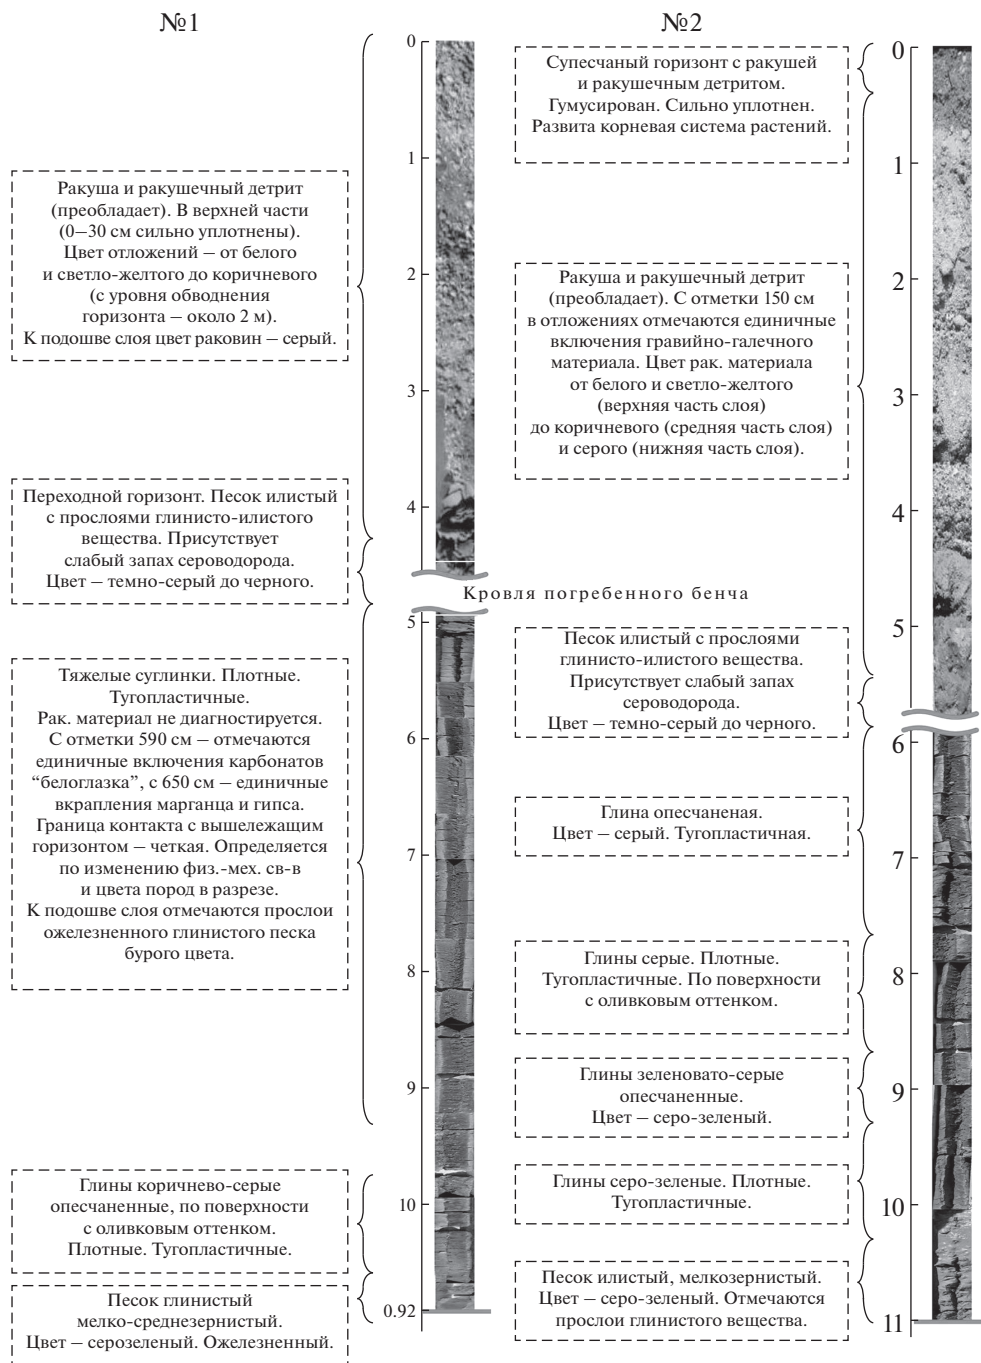 №1
Ракуша и ракушечный детрит
(преобладает). В верхней части
(0–30 см сильно уплотнены).
Цвет отложений – от белого
и светло-желтого до коричневого
(с уровня обводнения
горизонта – около 2 м).
К подошве слоя цвет раковин – серый.
Переходной горизонт. Песок илистый
с прослоями глинисто-илистого
вещества. Присутствует
слабый запах сероводорода.
Цвет – темно-серый до черного.
Тяжелые суглинки. Плотные.
Тугопластичные.
Рак. материал не диагностируется.
С отметки 590 см – отмечаются
единичные включения карбонатов
“белоглазка”, с 650 см – единичные
вкрапления марганца и гипса.
Граница контакта с вышележащим
горизонтом – четкая. Определяется
по изменению физ.-мех. св-в
и цвета пород в разрезе.
К подошве слоя отмечаются прослои
ожелезненного глинистого песка
бурого цвета.
Глины коричнево-серые
опесчаненные, по поверхности
с оливковым оттенком.
Плотные. Тугопластичные.
Песок глинистый
мелко-среднезернистый.
Цвет – серозеленый. Ожелезненный.
0
1
2
3
4
5
6
7
8
9
10
0.92
Кровля погребенного бенча
№2
Супесчаный горизонт с ракушей
и ракушечным детритом.
Гумусирован. Сильно уплотнен.
Развита корневая система растений.
Ракуша и ракушечный детрит
(преобладает). С отметки 150 см
в отложениях отмечаются единичные
включения гравийно-галечного
материала. Цвет рак. материала
от белого и светло-желтого
(верхняя часть слоя)
до коричневого (средняя часть слоя)
и серого (нижняя часть слоя).
Песок илистый с прослоями
глинисто-илистого вещества.
Присутствует слабый запах
сероводорода.
Цвет – темно-серый до черного.
Глина опесчаненая.
Цвет – серый. Тугопластичная.
Глины серые. Плотные.
Тугопластичные. По поверхности
с оливковым оттенком.
Глины зеленовато-серые
опесчаненные.
Цвет – серо-зеленый.
Глины серо-зеленые. Плотные.
Тугопластичные.
Песок илистый, мелкозернистый.
Цвет – серо-зеленый. Отмечаются
прослои глинистого вещества.
0
1
2
3
4
5
6
7
8
9
10
11